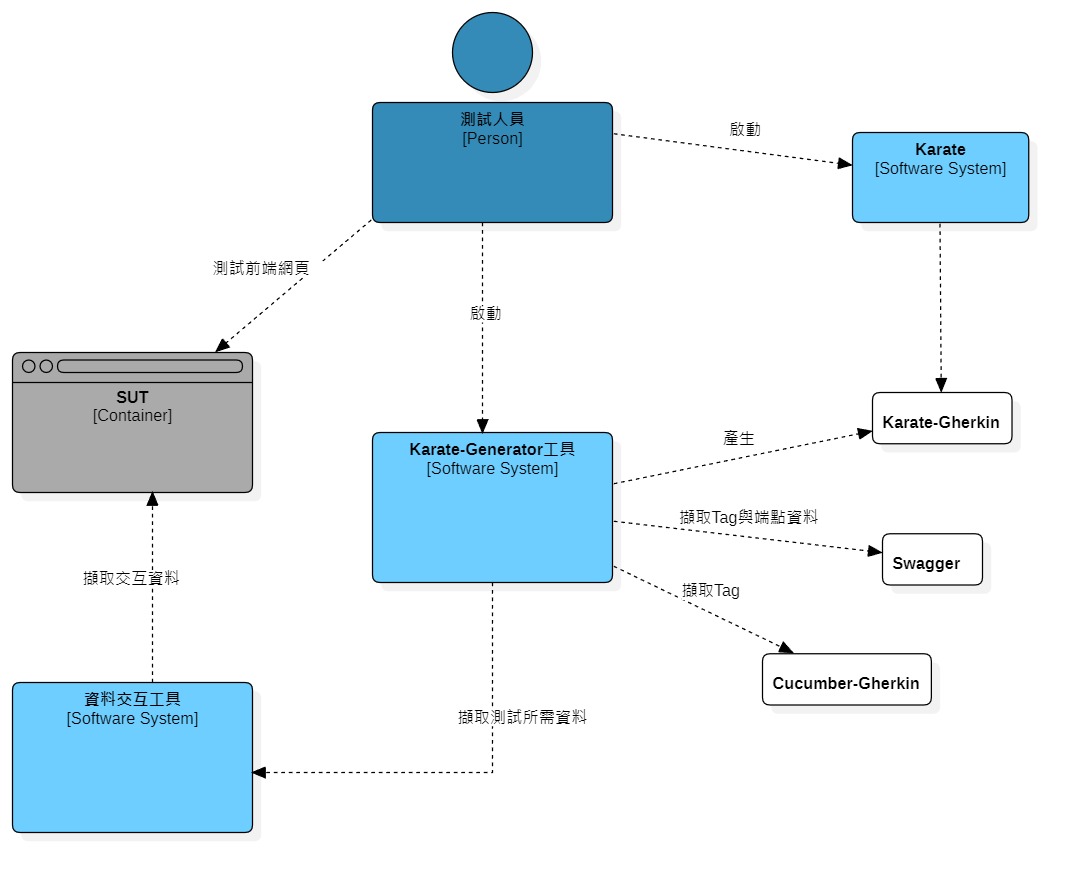 測試人員
[Person]
啟動
Karate
[Software System]
測試前端網頁
啟動
SUT
[Container]
Karate-Gherkin
Karate-Generator工具
[Software System]
產生
擷取Tag與端點資料
Swagger
擷取交互資料
擷取Tag
Cucumber-Gherkin
資料交互工具
[Software System]
擷取測試所需資料